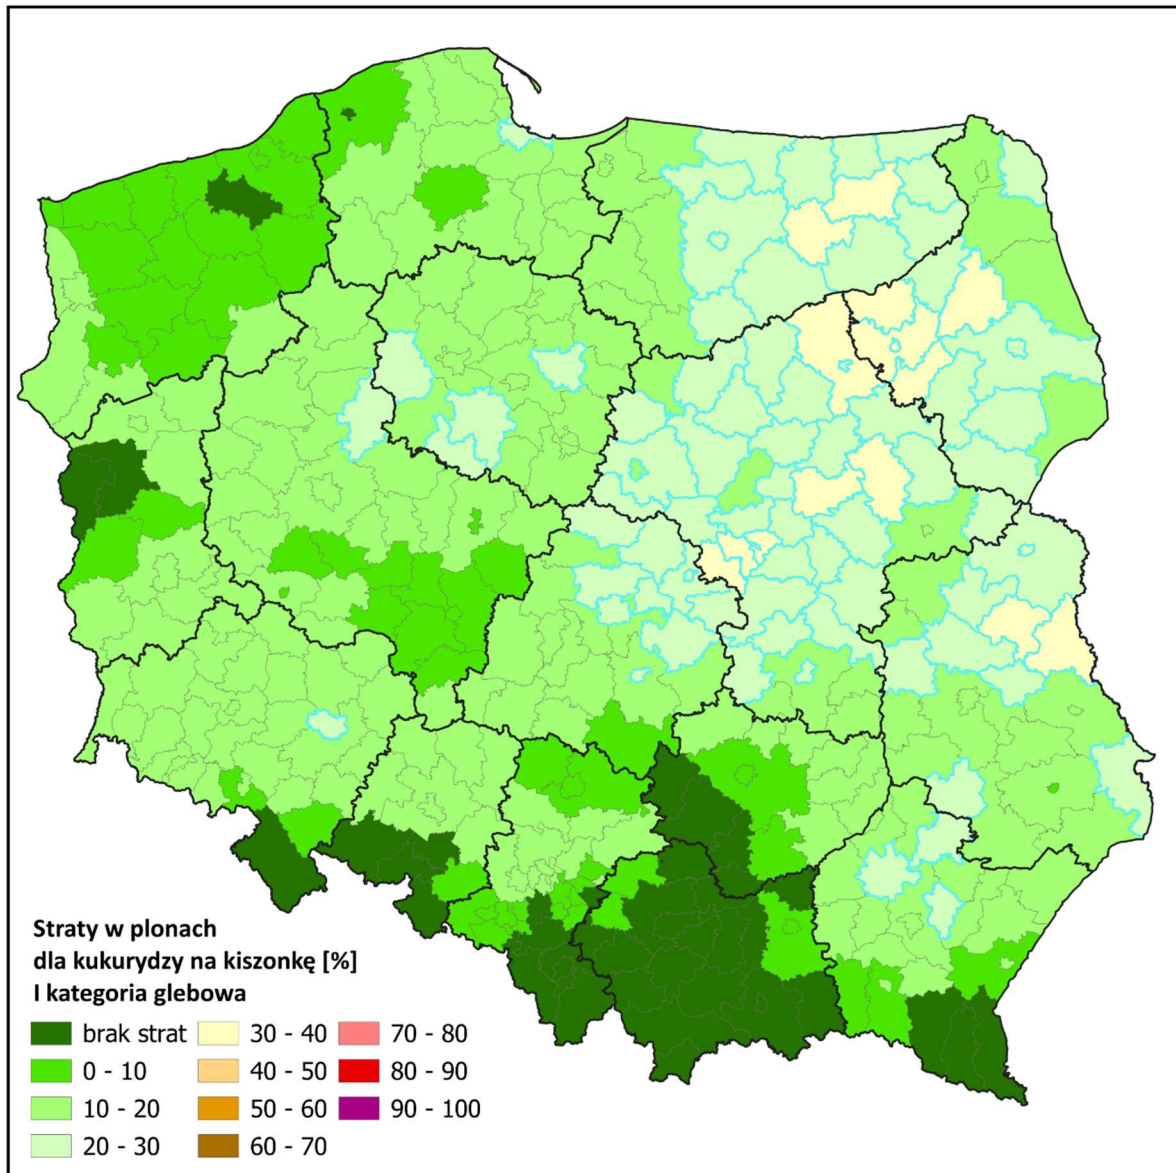 Straty w plonach
dla kukurydzy na kiszonkę [%]
I kategoria glebowa
brak strat
0 - 10
10 - 20
20 - 30
30 - 40
40 - 50
50 - 60
60 - 70
70 - 80
80 - 90
90 - 100